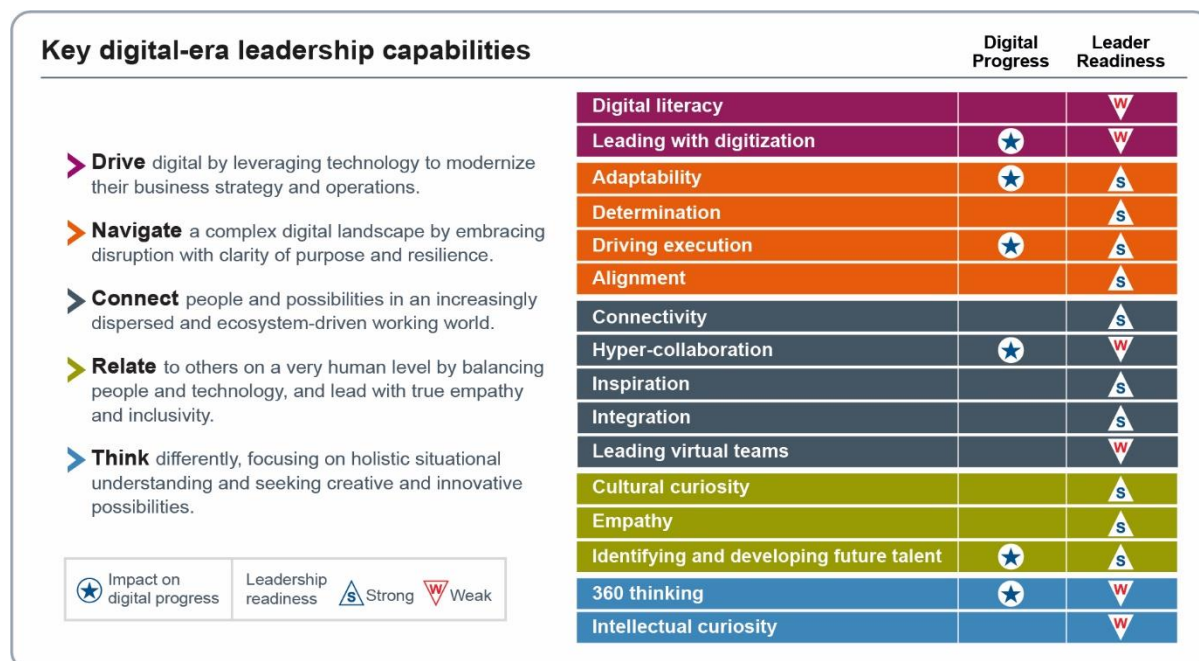 Key digital-era leadership capabilities
Digital
Progress
Leader
Readiness
Drive digital by leveraging technology to modernize
their business strategy and operations.
Navigate a complex digital landscape by embracing
disruption with clarity of purpose and resilience.
Connect people and possibilities in an increasingly
dispersed and ecosystem-driven working world.
Relate to others on a very human level by balancing
people and technology, and lead with true empathy
and inclusivity.
Think differently, focusing on holistic situational
understanding and seeking creative and innovative
possibilities.
Impact on
digital progress
Leadership
readiness
S Strong
W Weak
Digital literacy W
Leading with digitization W
Adaptability S
Determination S
Driving execution S
Alignment S
Connectivity S
Hyper-collaboration W
Inspiration S
Integration S
Leading virtual teams W
Cultural curiosity S
Empathy S
Identifying and developing future talent S
360 thinking W
Intellectual curiosity W